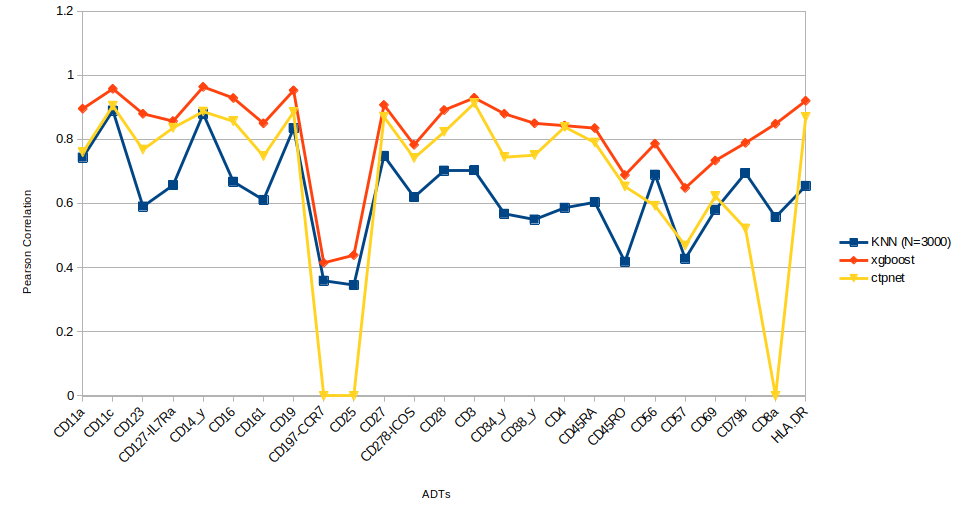 1.2
1
0.8
0.6
0.4
0.2
0
Pearson Correlation
CD11a
CD11c
CD123
CD127-IL7Ra
CD14_y
CD16
CD161
CD19
CD197-CCR7
CD25
CD27
CD278-ICOS
CD28
CD3
CD34_y
CD38_y
CD4
CD45RA
CD45RO
CD56
CD57
CD69
CD79b
CD8a
HLA.DR
ADTs
KNN (N=3000)
xgboost
ctpnet